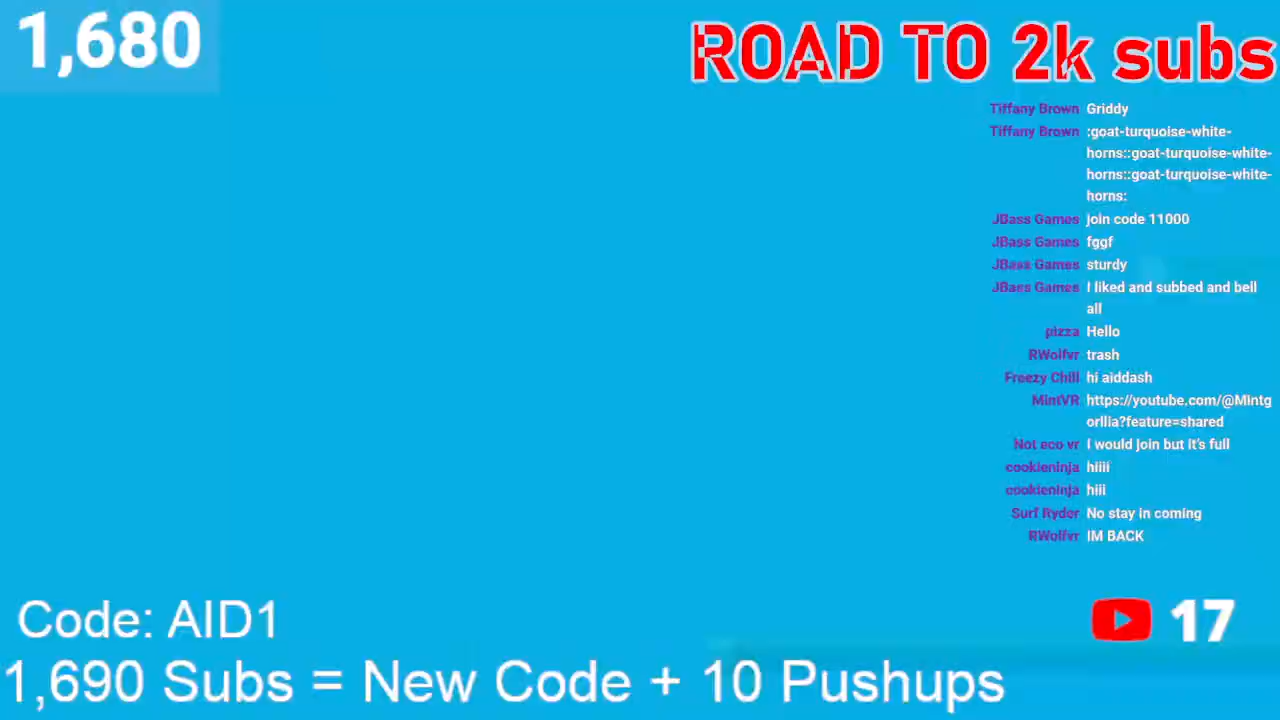 1,680
ROAD TO 2k subs
Tiffany Brown Griddy
Tiffany Brown :goat-turquoise-white-
horns::goat-turquoise-white-
horns::goat-turquoise-white-
horns:
JBass Games join code 11000
JBass Games fggf
JBass Games sturdy
JBass Games I liked and subbed and bell
all
pizza Hello
RWolfvr trash
Freezy Chill hi aiddash
MintVR https://youtube.com/@Mintg
orilla?feature=shared
Not eco vr I would join but it's full
cookieninja hiiii
cookieninja hiii
Surf Ryder No stay in coming
RWolfvr IM BACK
Code: AID1
17
1,690 Subs = New Code + 10 Pushups